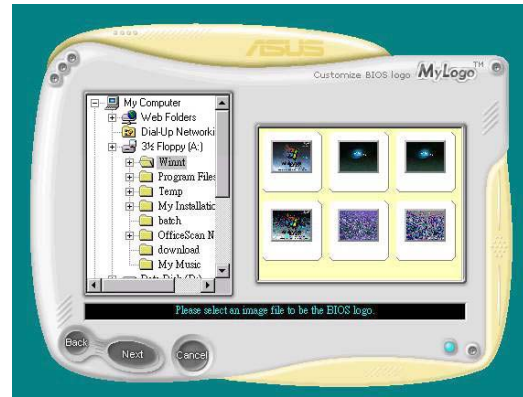 ASUS
Customize BIOS logo MyLogo™
My Computer
Web Folders
Dial-Up Networki
3½ Floppy (A:)
Winnt
Program Files
Temp
My Installatic
batch
OfficeScan N
download
My Music
Please select an image file to be the BIOS logo.
Back
Next
Cancel